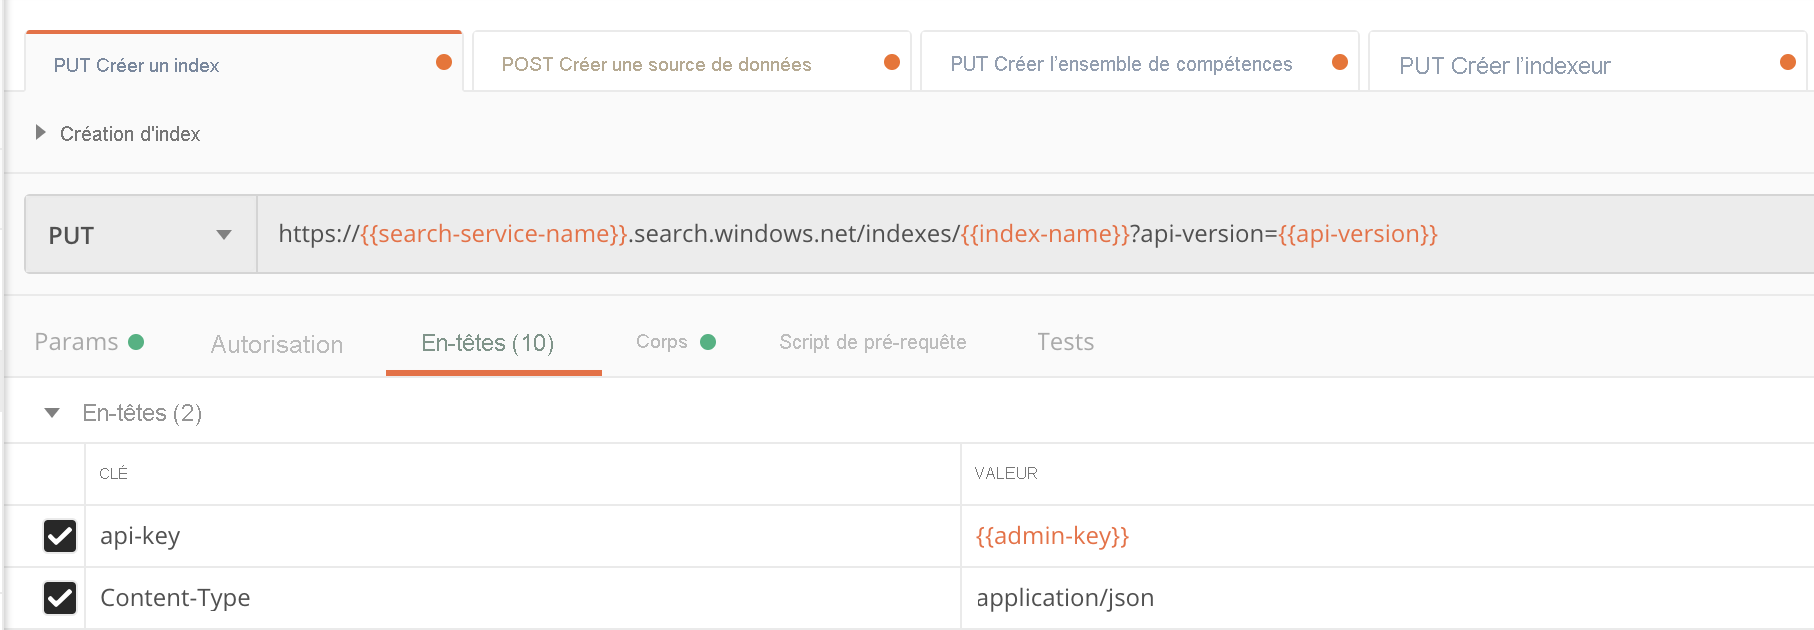 PUT Créer un index
POST Créer une source de données
PUT Créer l’ensemble de compétences
PUT Créer l’indexeur
Création d'index
PUT
https://{{search-service-name}}.search.windows.net/indexes/{{index-name}}?api-version={{api-version}}
Params
Autorisation
En-têtes (10)
Corps
Script de pré-requête
Tests
En-têtes (2)
CLÉ
VALEUR
api-key
{{admin-key}}
Content-Type
application/json